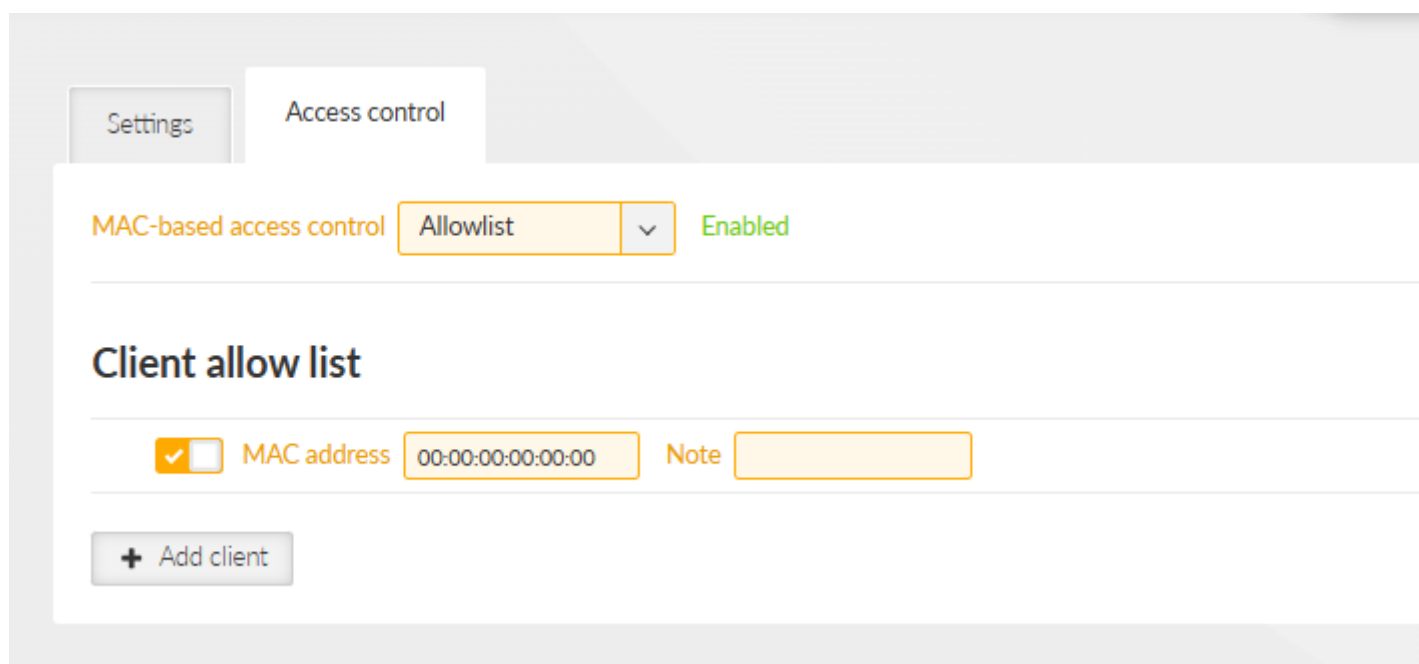 Settings
Access control
MAC-based access control Allowlist Enabled
Client allow list
MAC address 00:00:00:00:00:00 Note
Add client